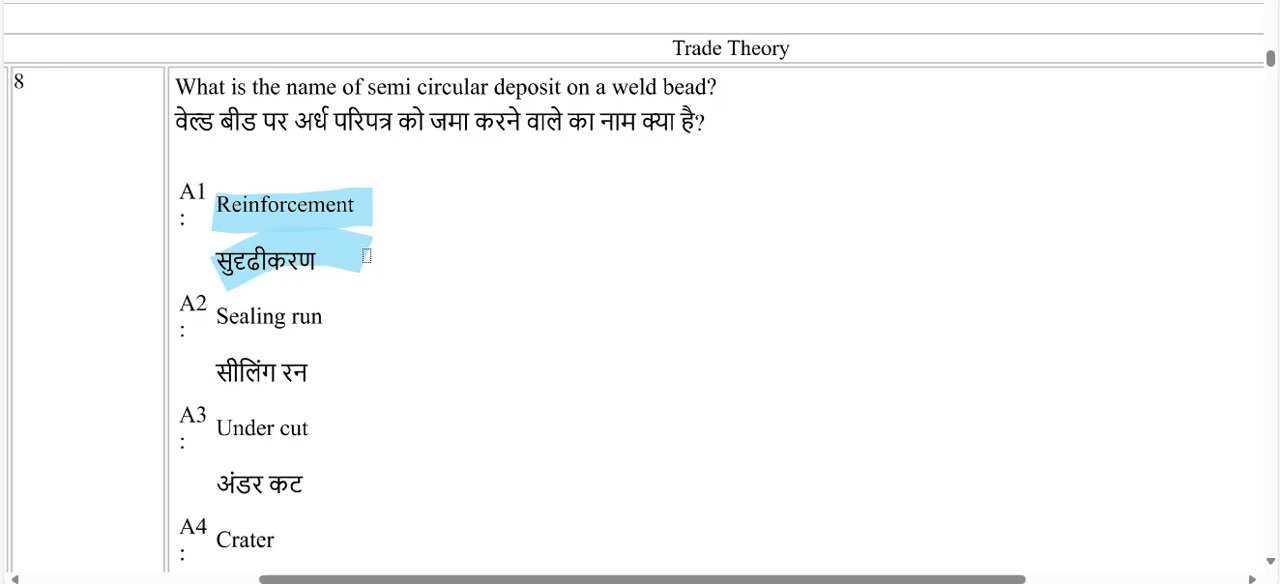 Trade Theory
8
What is the name of semi circular deposit on a weld bead?
वेल्ड बीड पर अर्ध परिपत्र को जमा करने वाले का नाम क्या है?
A1
:
Reinforcement
सुदृढीकरण
A2
:
Sealing run
सीलिंग रन
A3
:
Under cut
अंडर कट
A4
:
Crater